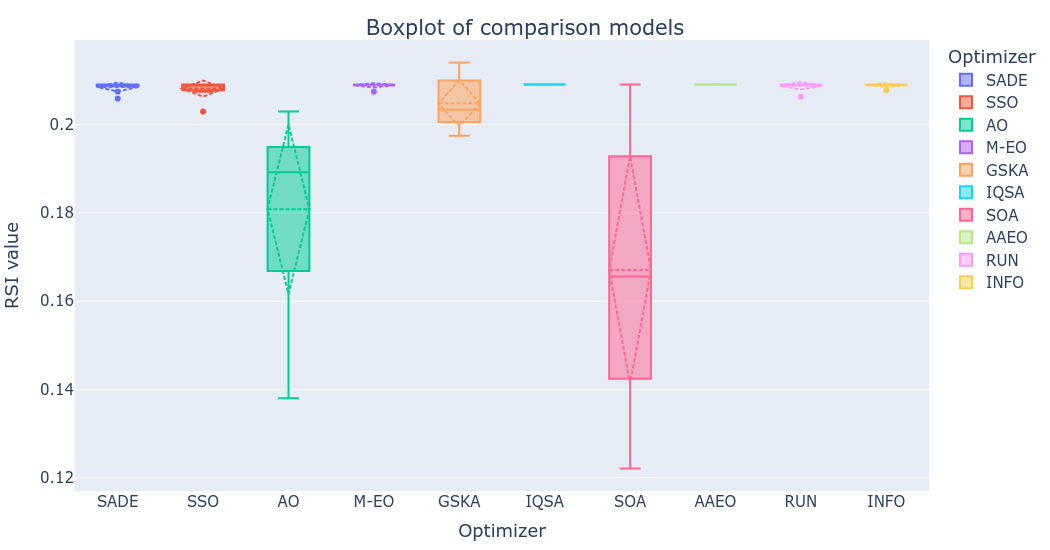 Boxplot of comparison models
RSI value
0.2
0.18
0.16
0.14
0.12
SADE SSO AO M-EO GSKA IQSA SOA AAEO RUN INFO
Optimizer
Optimizer
SADE
SSO
AO
M-EO
GSKA
IQSA
SOA
AAEO
RUN
INFO